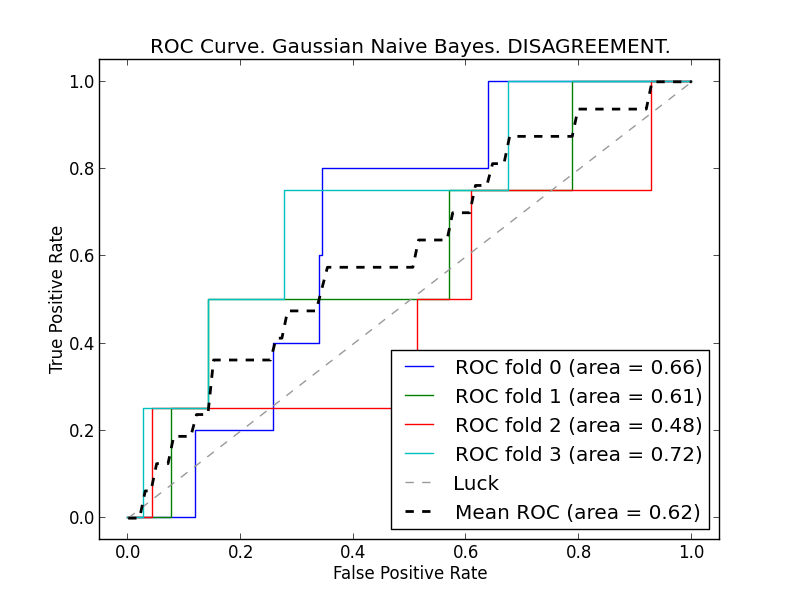 ROC Curve. Gaussian Naive Bayes. DISAGREEMENT.
True Positive Rate
1.0
0.8
0.6
0.4
0.2
0.0
ROC fold 0 (area = 0.66)
ROC fold 1 (area = 0.61)
ROC fold 2 (area = 0.48)
ROC fold 3 (area = 0.72)
Luck
Mean ROC (area = 0.62)
0.0 0.2 0.4 0.6 0.8 1.0
False Positive Rate